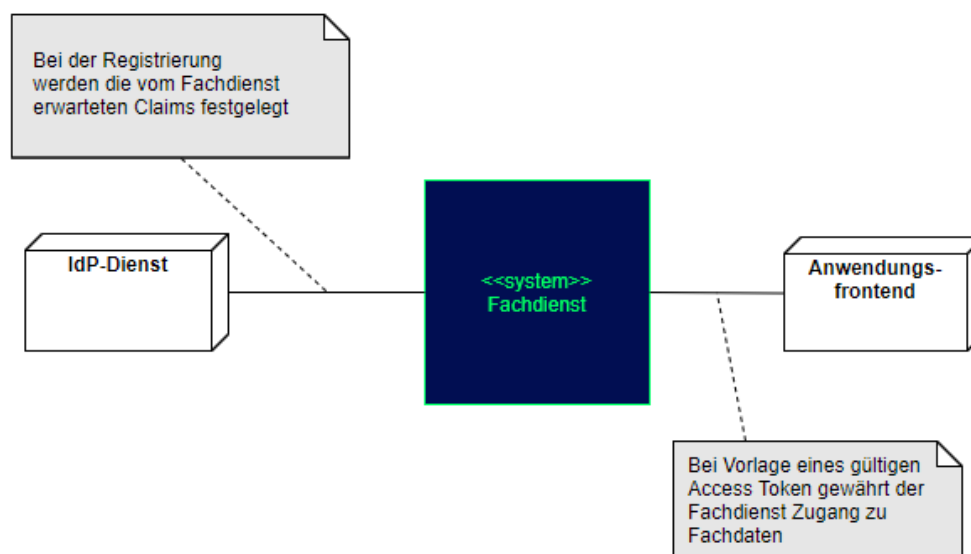 Bei der Registrierung
werden die vom Fachdienst
erwarteten Claims festgelegt
IdP-Dienst
<<system>>
Fachdienst
Anwendungs-
frontend
Bei Vorlage eines gültigen
Access Token gewährt der
Fachdienst Zugang zu
Fachdaten